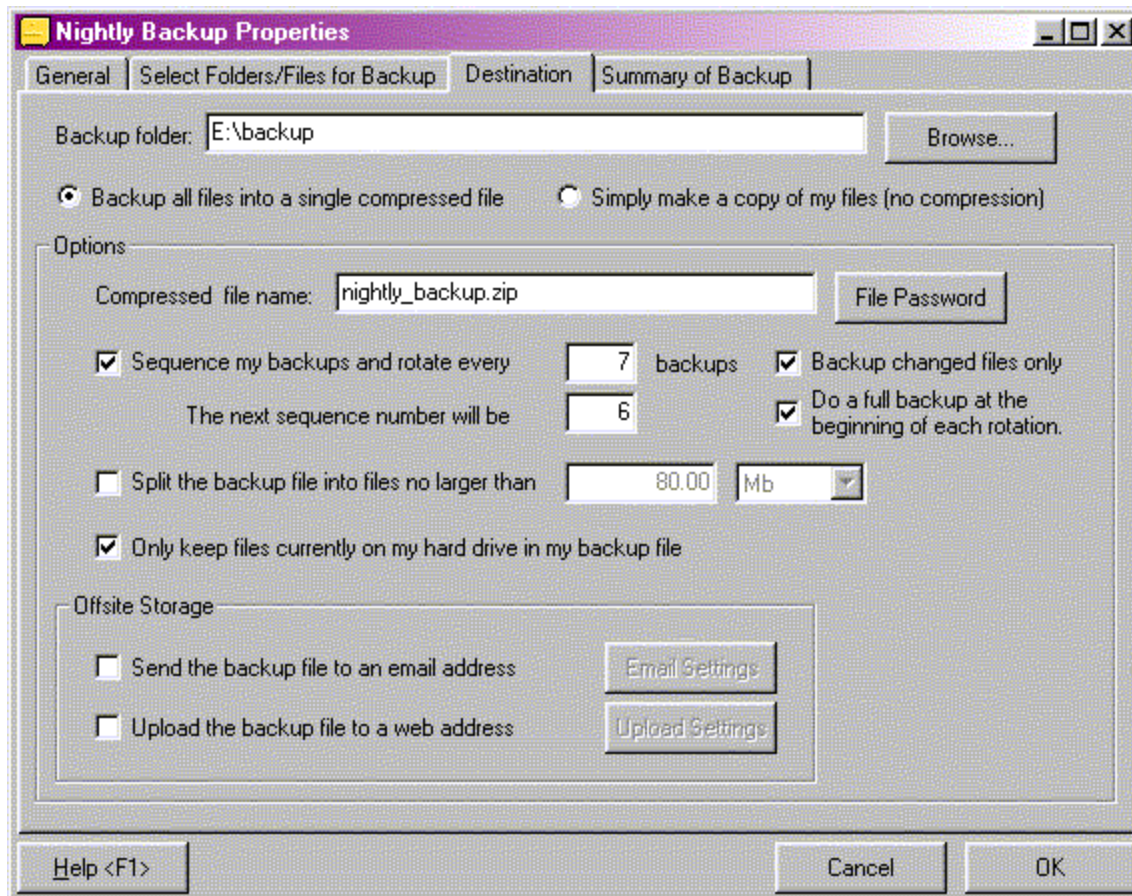 Nightly Backup Properties
General Select Folders/Files for Backup Destination Summary of Backup
Backup folder: E:\backup Browse...
Backup all files into a single compressed file Simply make a copy of my files (no compression)
Options
Compressed file name: nightly_backup.zip File Password
Sequence my backups and rotate every 7 backups Backup changed files only
The next sequence number will be 6 Do a full backup at the
beginning of each rotation.
Split the backup file into files no larger than 80.00 Mb
Only keep files currently on my hard drive in my backup file
Offsite Storage
Send the backup file to an email address Email Settings
Upload the backup file to a web address Upload Settings
Help <F1> Cancel OK